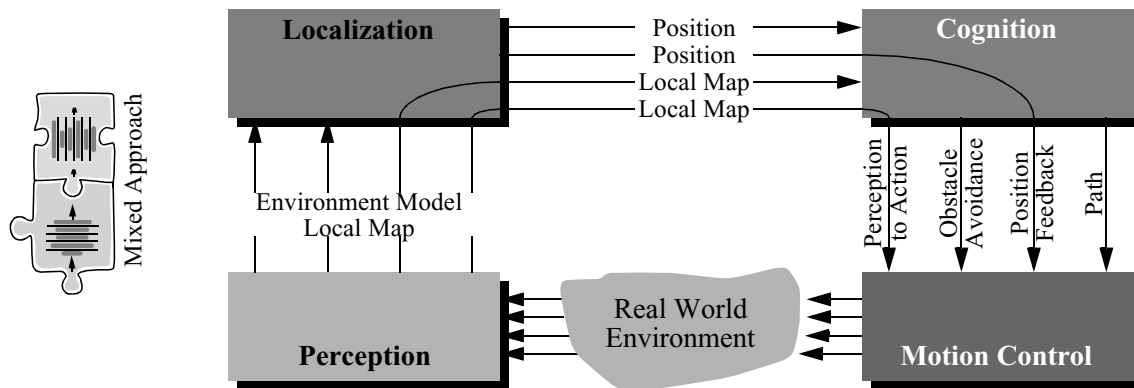 Localization
Position
Position
Local Map
Local Map
Cognition
Mixed Approach
Environment Model
Local Map
Perception
to Action
Obstacle
Avoidance
Position
Feedback
Path
Perception
Real World
Environment
Motion Control